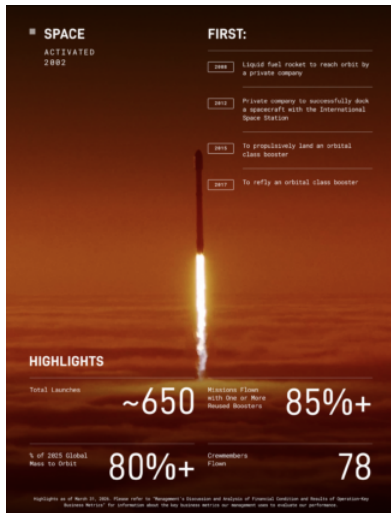 SPACE
ACTIVATED
2002
FIRST:
2008
Liquid fuel rocket to reach orbit by
a private company
2012
Private company to successfully dock
a spacecraft with the International
Space Station
2015
To propulsively land an orbital
class booster
2017
To refly an orbital class booster
HIGHLIGHTS
Total Launches
~650
Missions Flown
with One or More
Reused Boosters
85%+
% of 2025 Global
Mass to Orbit
80%+
Crewmembers
Flown
78
Highlights as of March 31, 2026. Please refer to "Management's Discussion and Analysis of Financial Condition and Results of Operation—Key
Business Metrics" for information about the key business metrics our management uses to evaluate our performance.